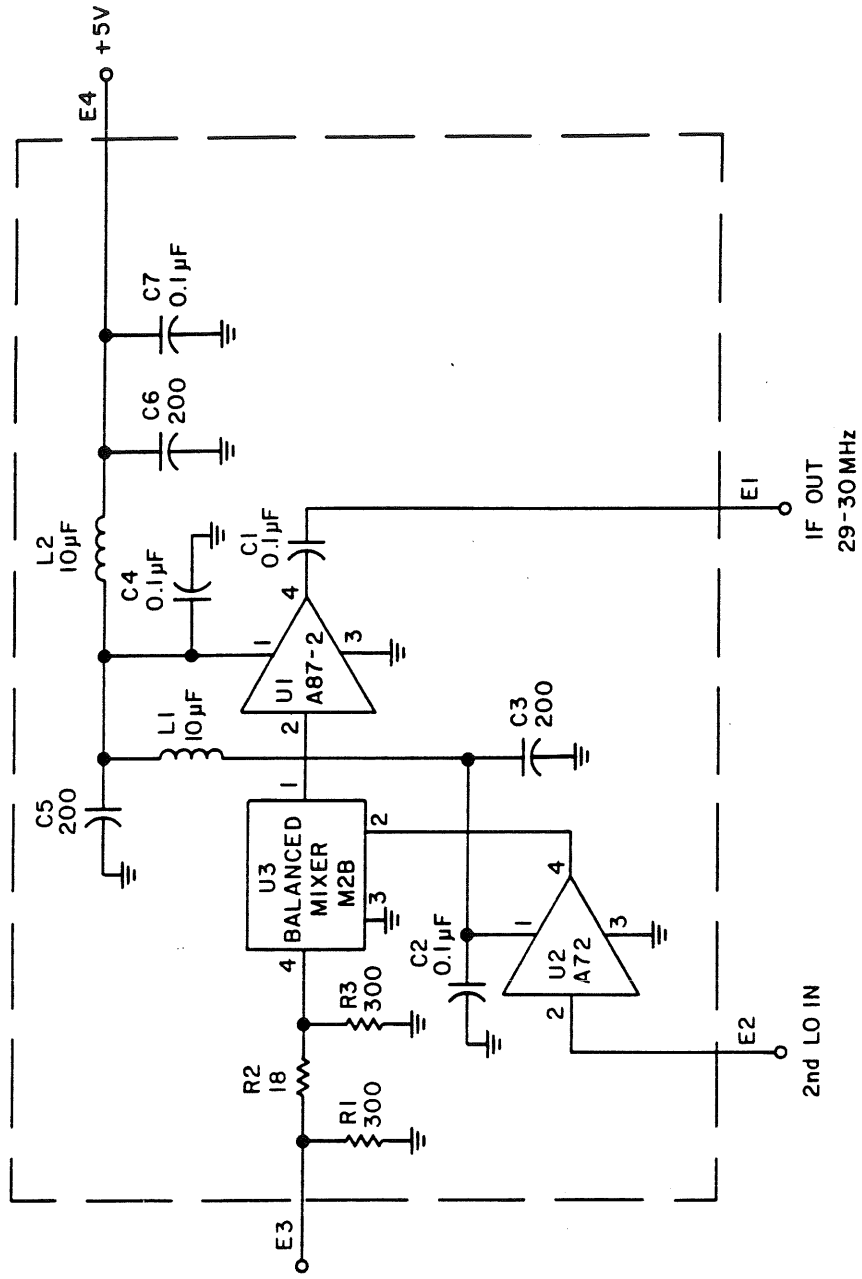 E4
+5V
C7
0.1µF
C6
200
L2
10µF
C4
0.1µF
C1
0.1µF
E1
IF OUT
29-30MHz
1
U1
A87-2
2
3
4
L1
10µF
C5
200
C3
200
1
U3
BALANCED
MIXER
M2B
2
3
4
C2
0.1µF
1
U2
A72
2
3
4
R3
300
R2
18
R1
300
E3
E2
2nd LO IN